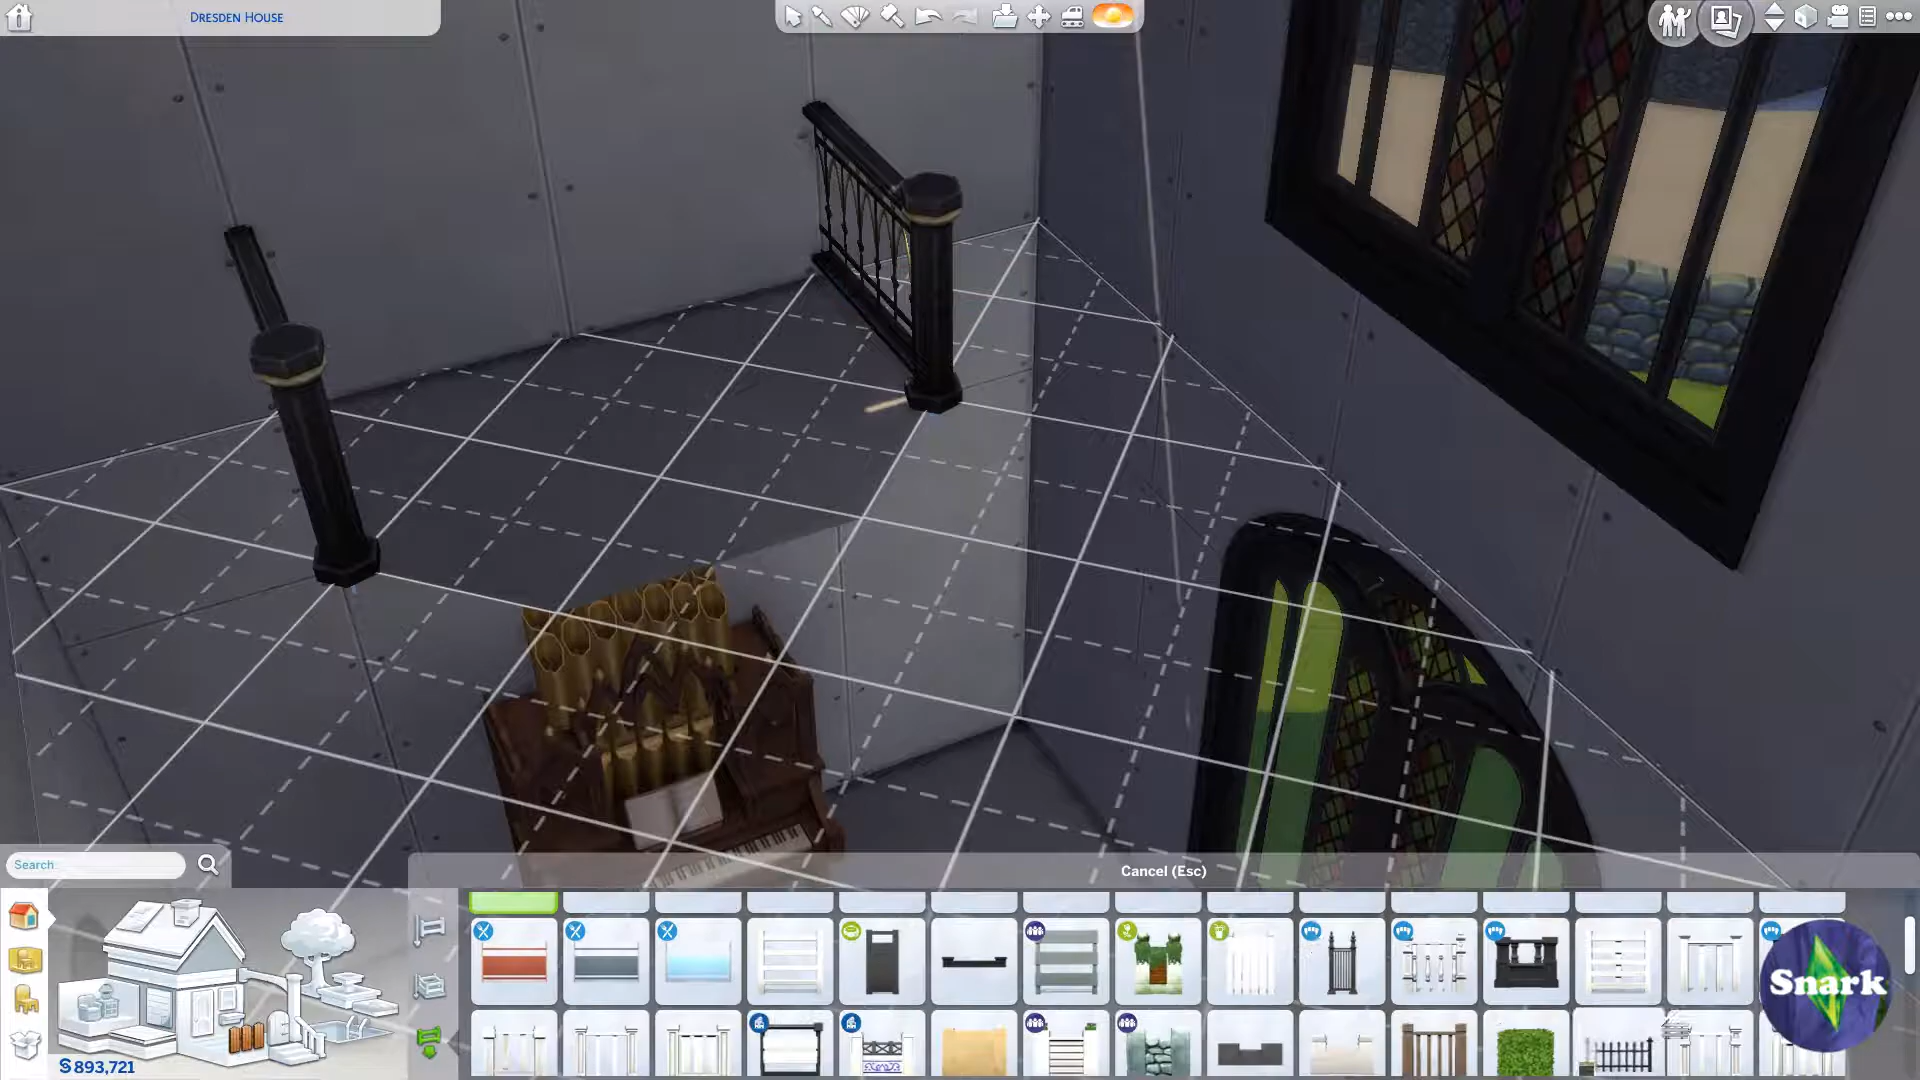 DRESDEN HOUSE
Search
Cancel (Esc)
§893,721
Snark